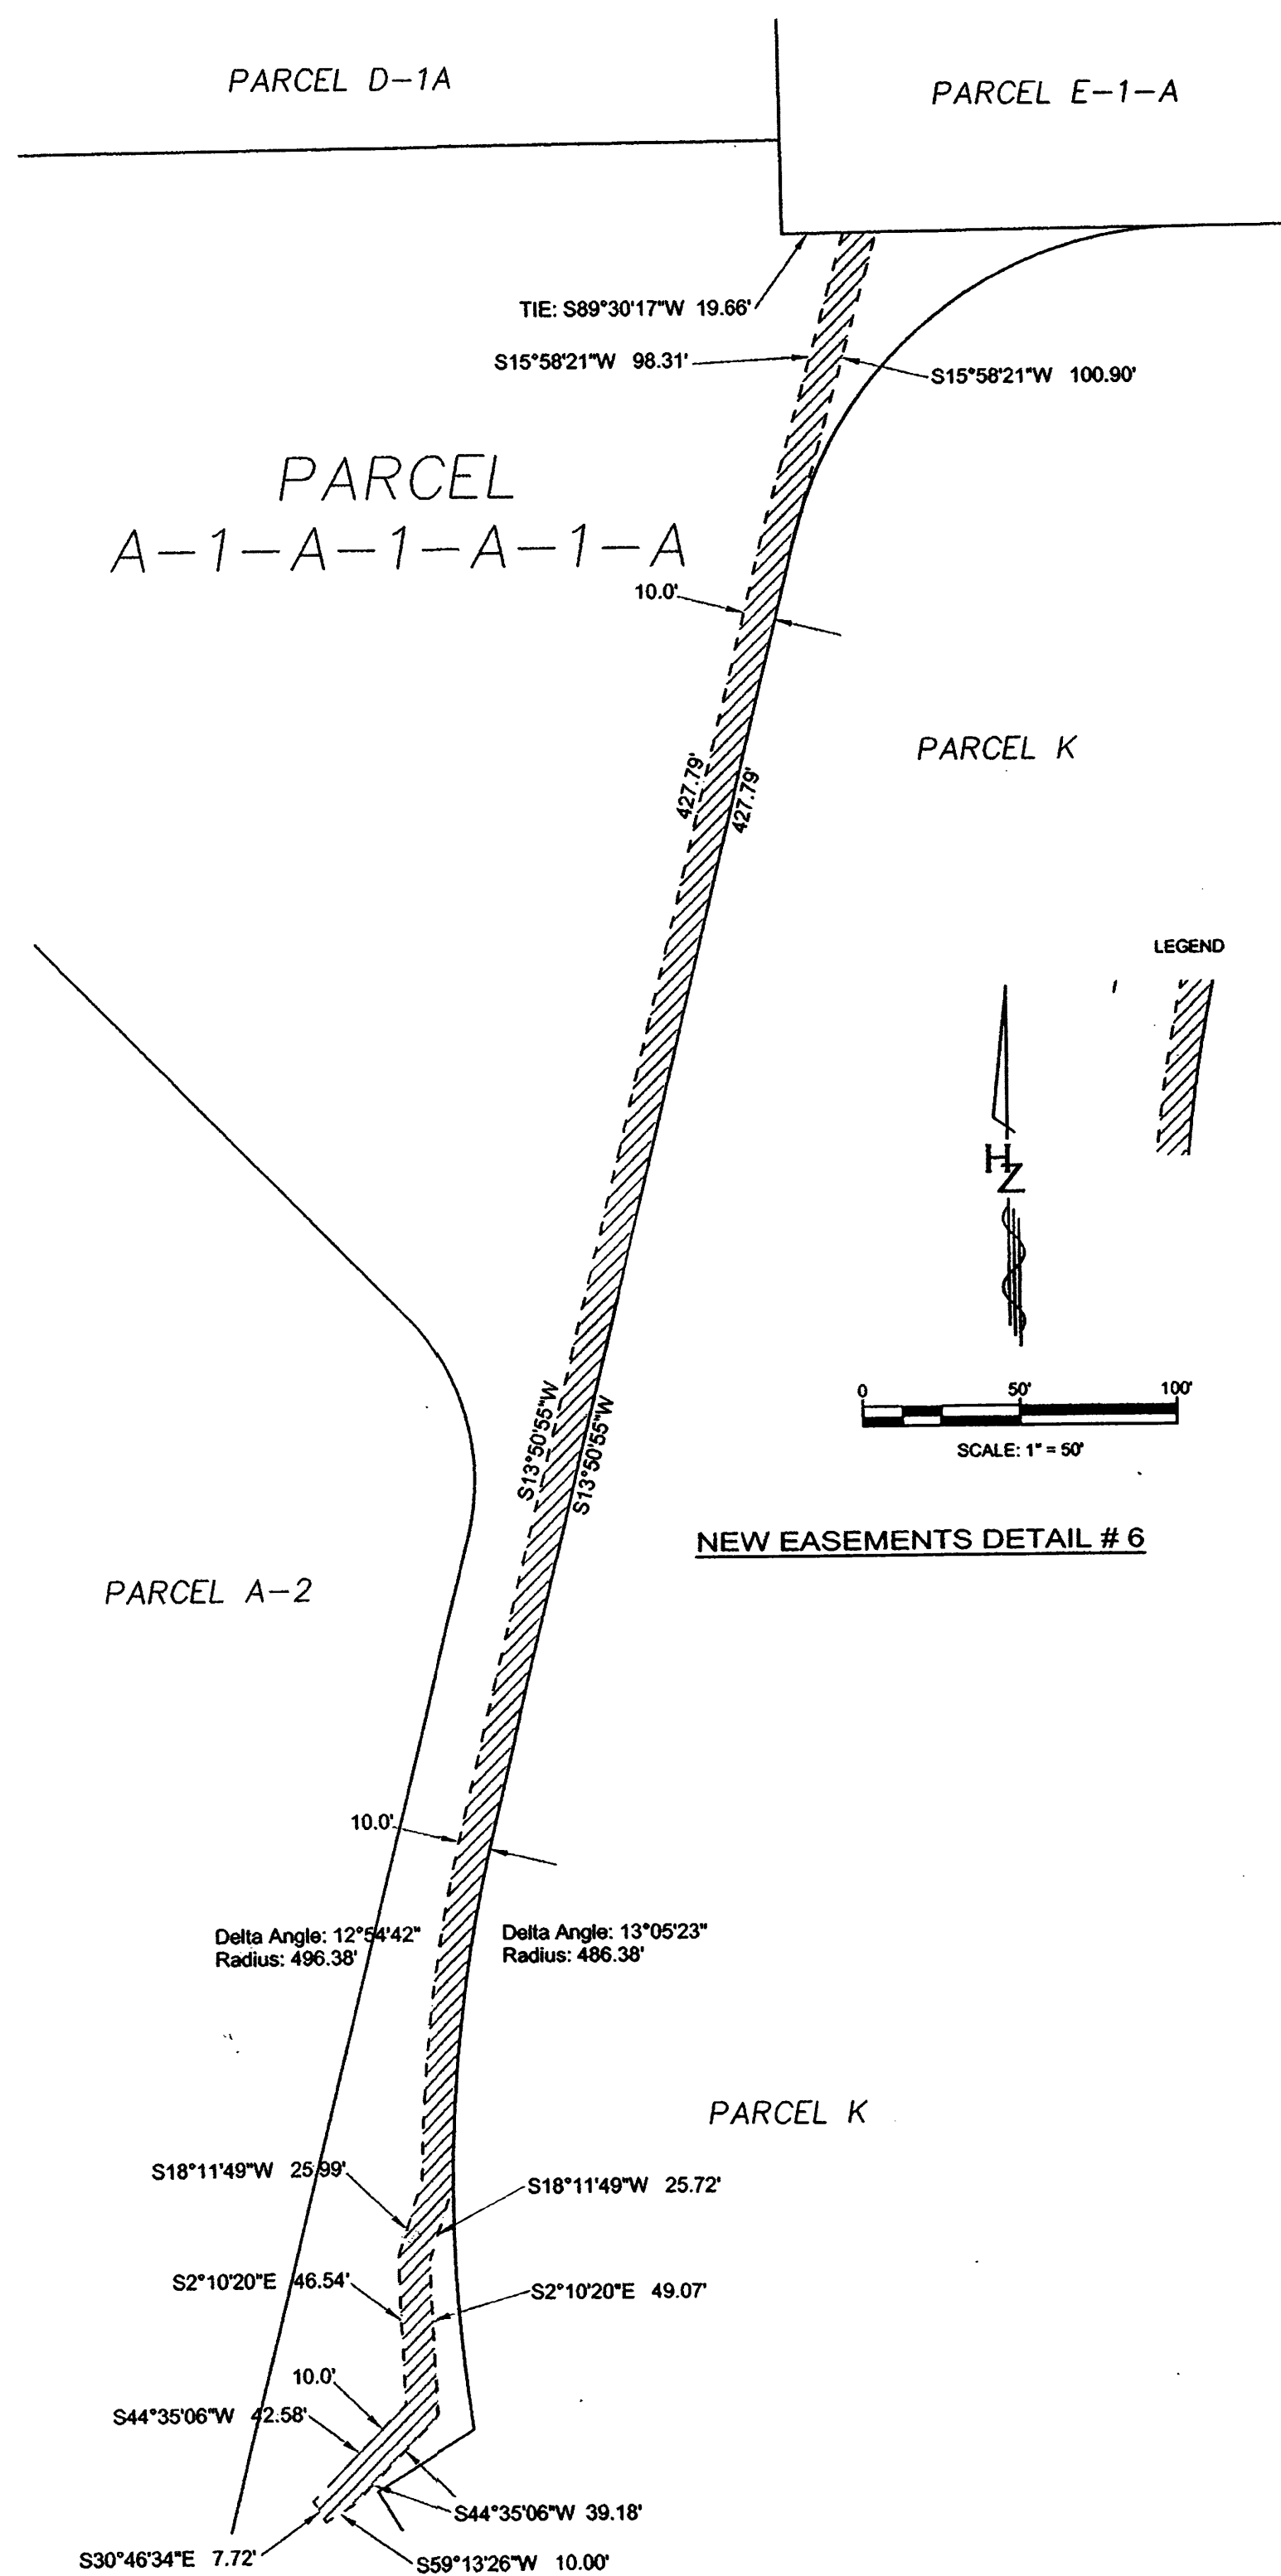 PARCEL D-1A
PARCEL E-1-A
TIE: S89°30'17"W 19.66'
S15°58'21"W 98.31'
S15°58'21"W 100.90'
PARCEL
A-1-A-1-A-1-A
10.0'
PARCEL K
427.79'
427.79'
LEGEND
H
Z
0 50' 100'
SCALE: 1" = 50'
S13°50'55"W
S13°50'55"W
NEW EASEMENTS DETAIL # 6
PARCEL A-2
10.0'
Delta Angle: 12°54'42"
Radius: 496.38'
Delta Angle: 13°05'23"
Radius: 486.38'
PARCEL K
S18°11'49"W 25.99'
S18°11'49"W 25.72'
S2°10'20"E 46.54'
S2°10'20"E 49.07'
10.0'
S44°35'06"W 42.58'
S44°35'06"W 39.18'
S30°46'34"E 7.72'
S59°13'26"W 10.00'